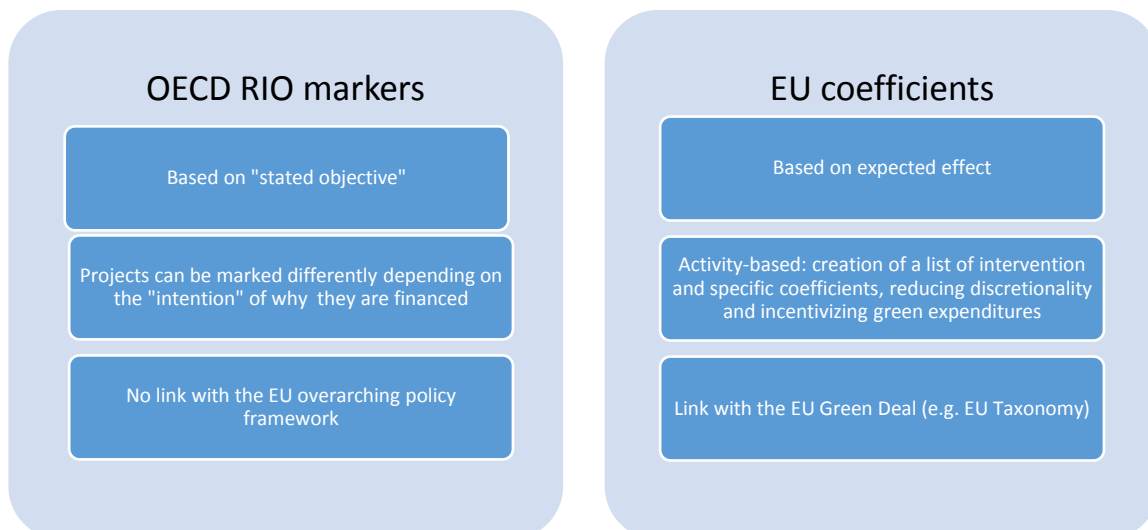 OECD RIO markers
Based on "stated objective"
Projects can be marked differently depending on
the "intention" of why  they are financed
No link with the EU overarching policy
framework
EU coefficients
Based on expected effect
Activity-based: creation of a list of intervention
and specific coefficients, reducing discretionality
and incentivizing green expenditures
Link with the EU Green Deal (e.g. EU Taxonomy)